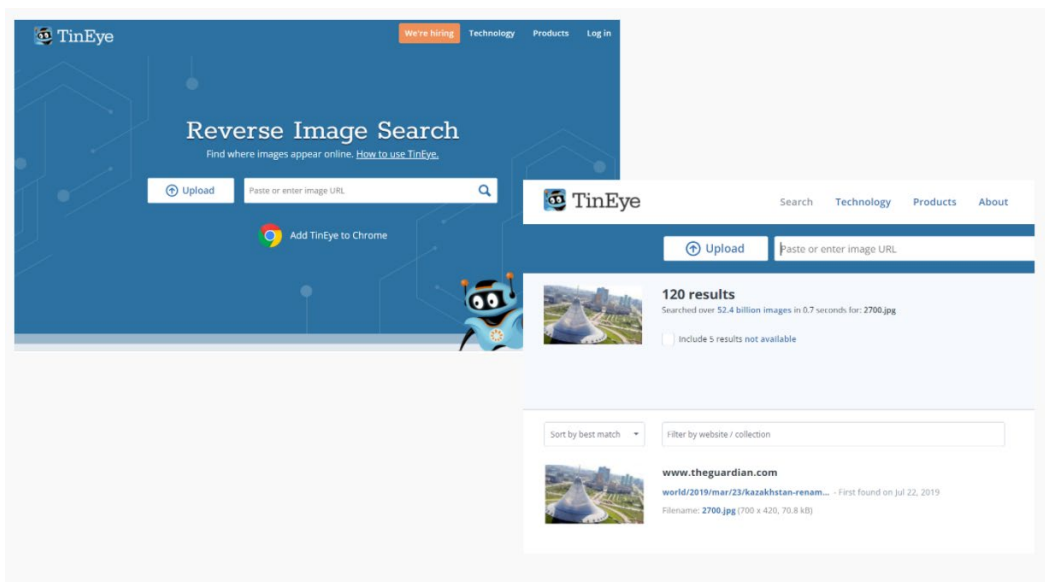 TinEye
We're hiring Technology Products Log in
Reverse Image Search
Find where images appear online. How to use TinEye.
Upload
Paste or enter image URL
Add TinEye to Chrome
TinEye
Search Technology Products About
Upload
Paste or enter image URL
120 results
Searched over 52.4 billion images in 0.7 seconds for: 2700.jpg
Include 5 results not available
Sort by best match
Filter by website / collection
www.theguardian.com
world/2019/mar/23/kazakhstan-renam... - First found on Jul 22, 2019
Filename: 2700.jpg (700 x 420, 70.8 kB)